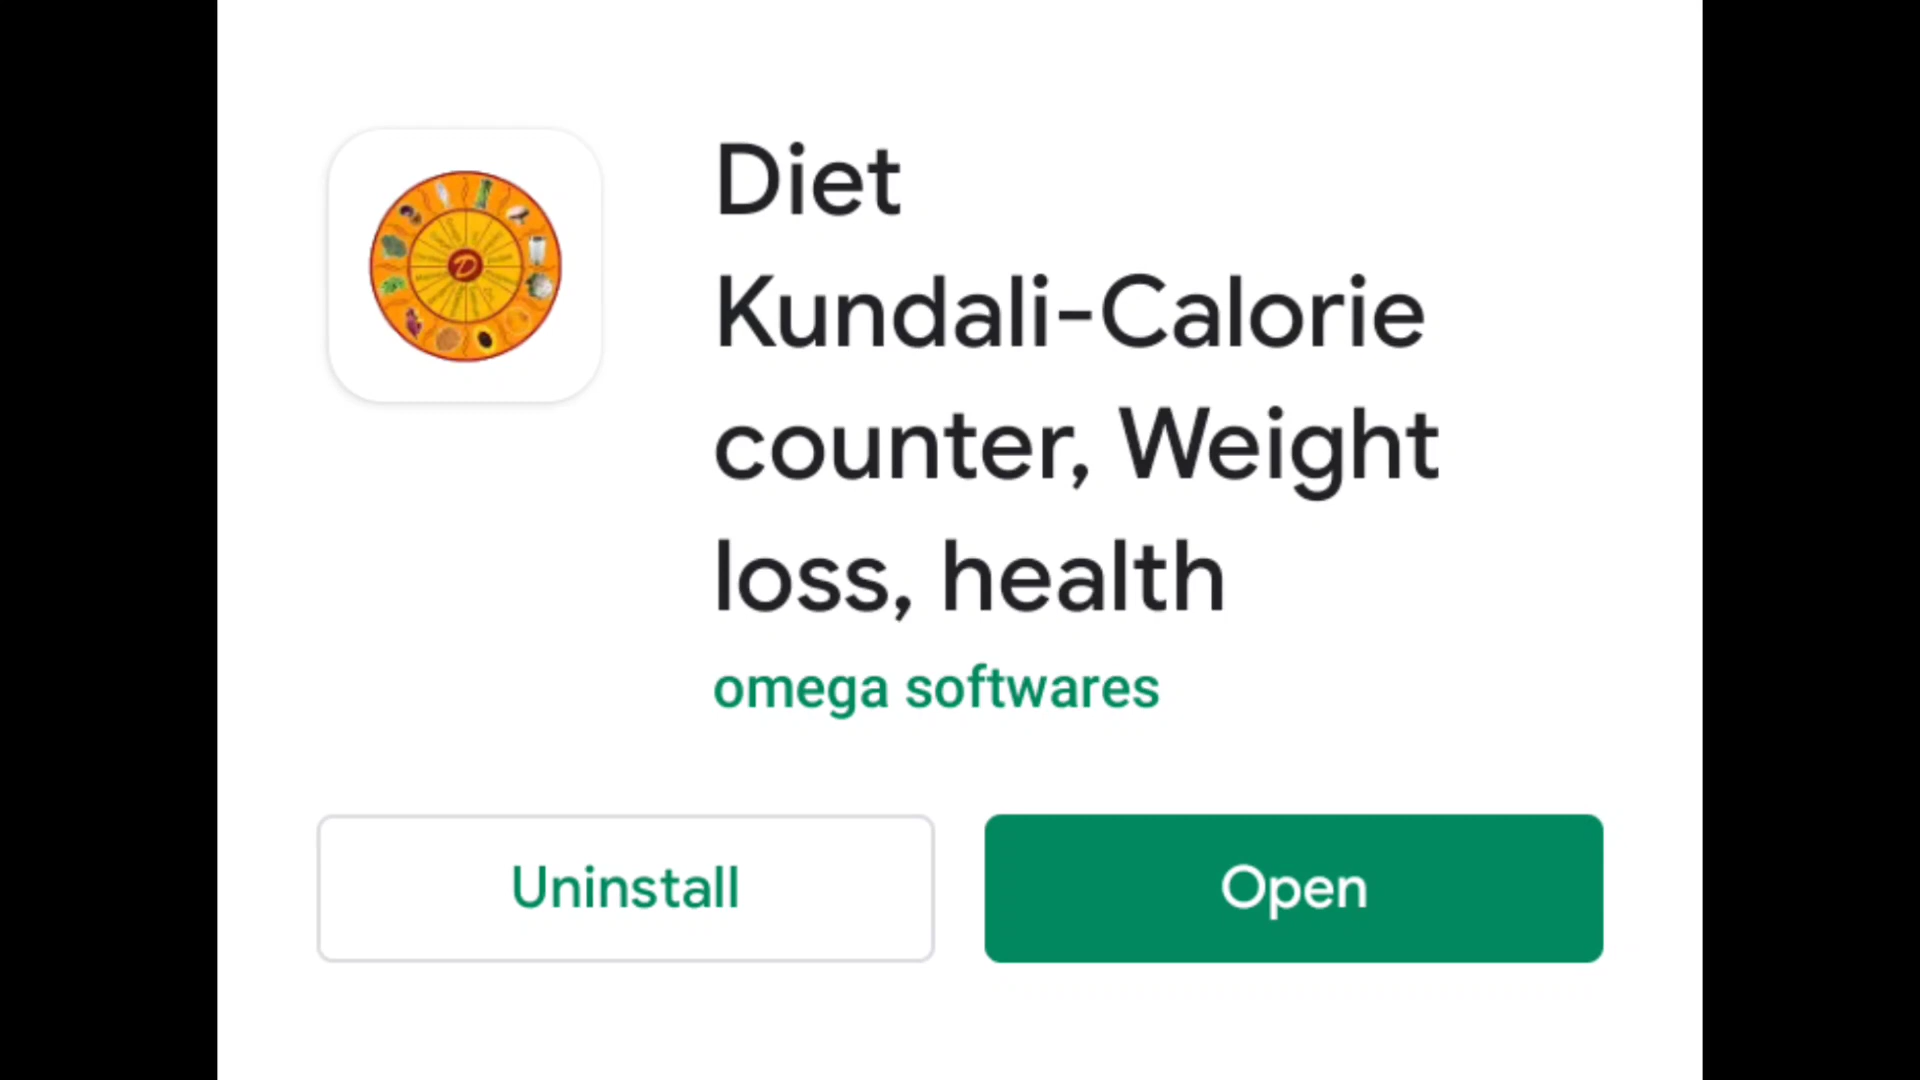 Diet
Kundali-Calorie
counter, Weight
loss, health
omega softwares
Uninstall
Open